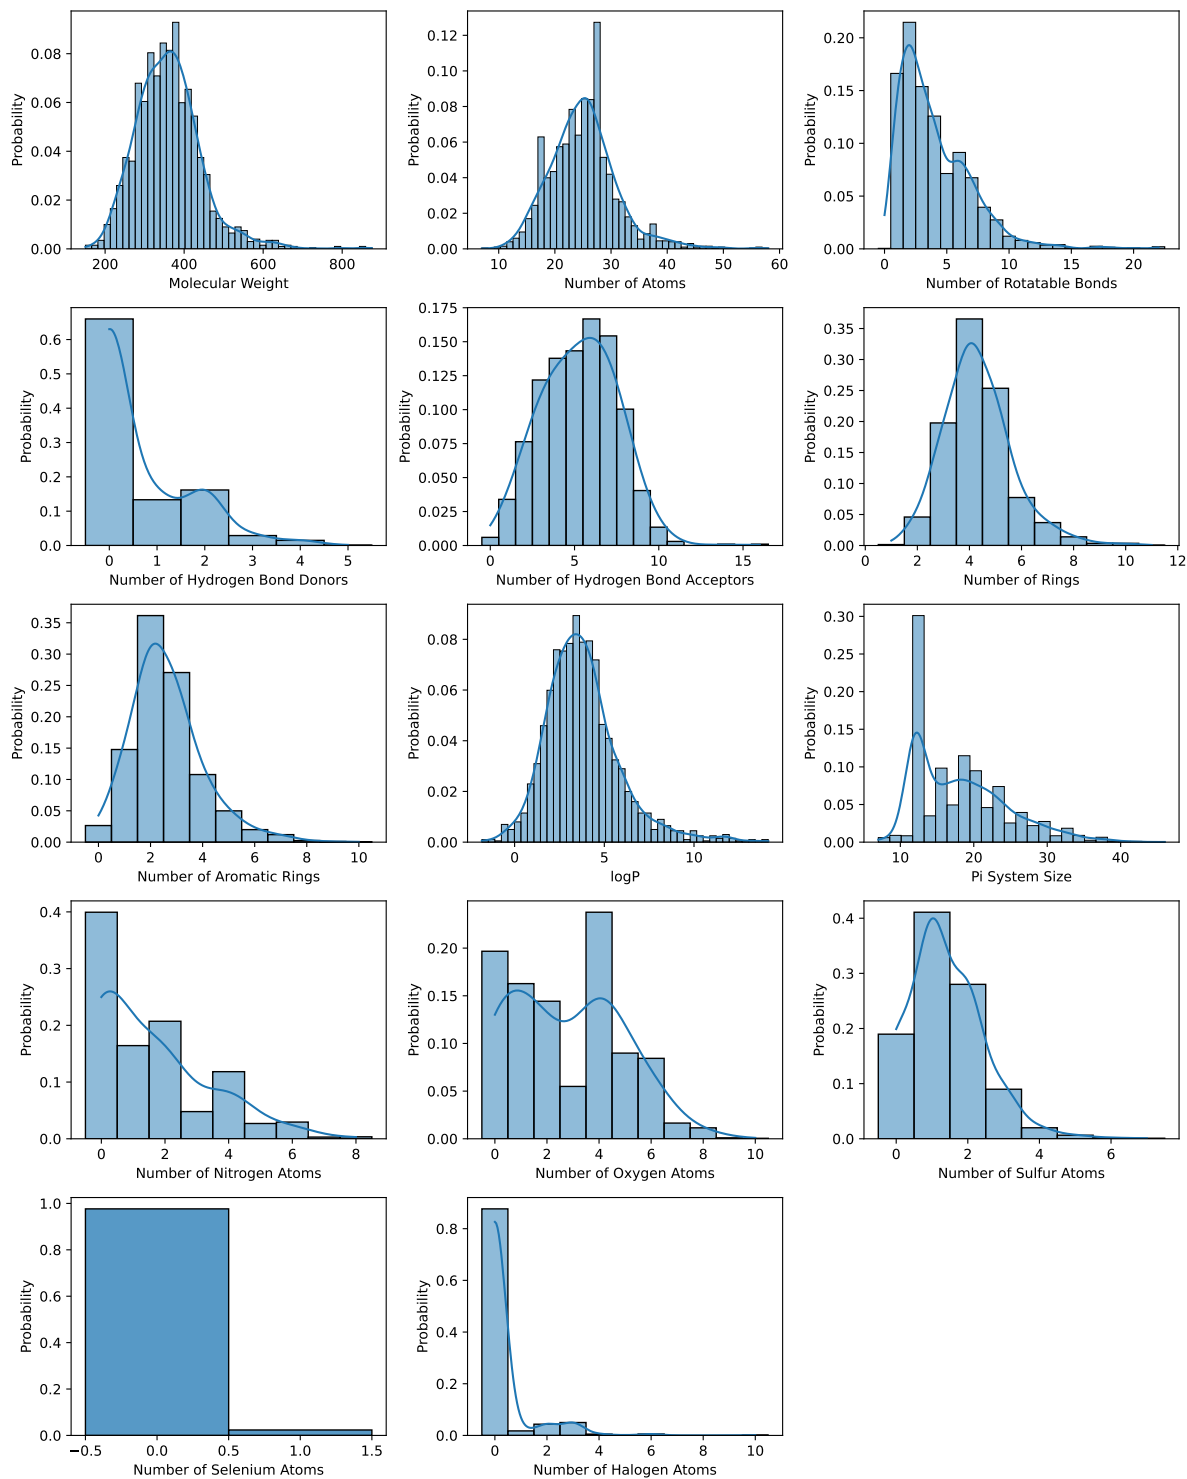 Probability
0.08
0.06
0.04
0.02
0.00
200 400 600 800
Molecular Weight
Probability
0.12
0.10
0.08
0.06
0.04
0.02
0.00
10 20 30 40 50 60
Number of Atoms
Probability
0.20
0.15
0.10
0.05
0.00
0 5 10 15 20
Number of Rotatable Bonds
Probability
0.6
0.5
0.4
0.3
0.2
0.1
0.0
0 1 2 3 4 5
Number of Hydrogen Bond Donors
Probability
0.175
0.150
0.125
0.100
0.075
0.050
0.025
0.000
0 5 10 15
Number of Hydrogen Bond Acceptors
Probability
0.35
0.30
0.25
0.20
0.15
0.10
0.05
0.00
0 2 4 6 8 10 12
Number of Rings
Probability
0.35
0.30
0.25
0.20
0.15
0.10
0.05
0.00
0 2 4 6 8 10
Number of Aromatic Rings
Probability
0.08
0.06
0.04
0.02
0.00
0 5 10
logP
Probability
0.30
0.25
0.20
0.15
0.10
0.05
0.00
10 20 30 40
Pi System Size
Probability
0.4
0.3
0.2
0.1
0.0
0 2 4 6 8
Number of Nitrogen Atoms
Probability
0.20
0.15
0.10
0.05
0.00
0 2 4 6 8 10
Number of Oxygen Atoms
Probability
0.4
0.3
0.2
0.1
0.0
0 2 4 6
Number of Sulfur Atoms
Probability
1.0
0.8
0.6
0.4
0.2
0.0
−0.5 0.0 0.5 1.0 1.5
Number of Selenium Atoms
Probability
0.8
0.6
0.4
0.2
0.0
0 2 4 6 8 10
Number of Halogen Atoms